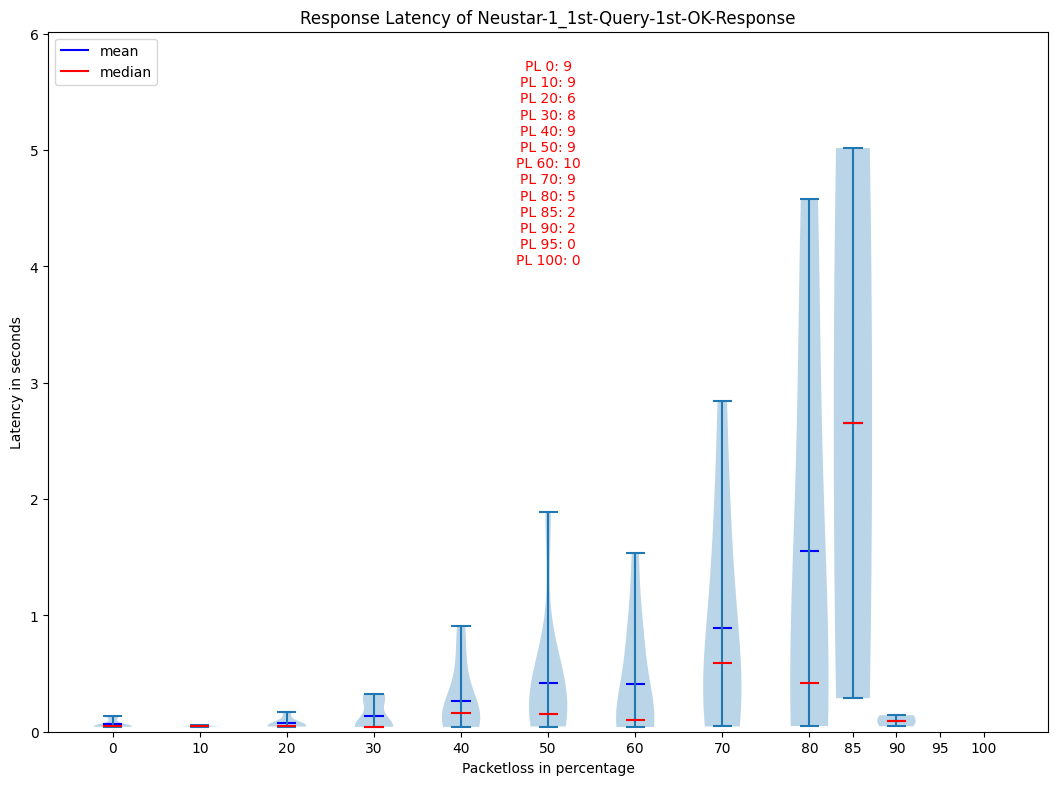 Response Latency of Neustar-1_1st-Query-1st-OK-Response
mean
median
PL 0: 9
PL 10: 9
PL 20: 6
PL 30: 8
PL 40: 9
PL 50: 9
PL 60: 10
PL 70: 9
PL 80: 5
PL 85: 2
PL 90: 2
PL 95: 0
PL 100: 0
Latency in seconds
6
5
4
3
2
1
0
0 10 20 30 40 50 60 70 80 85 90 95 100
Packetloss in percentage